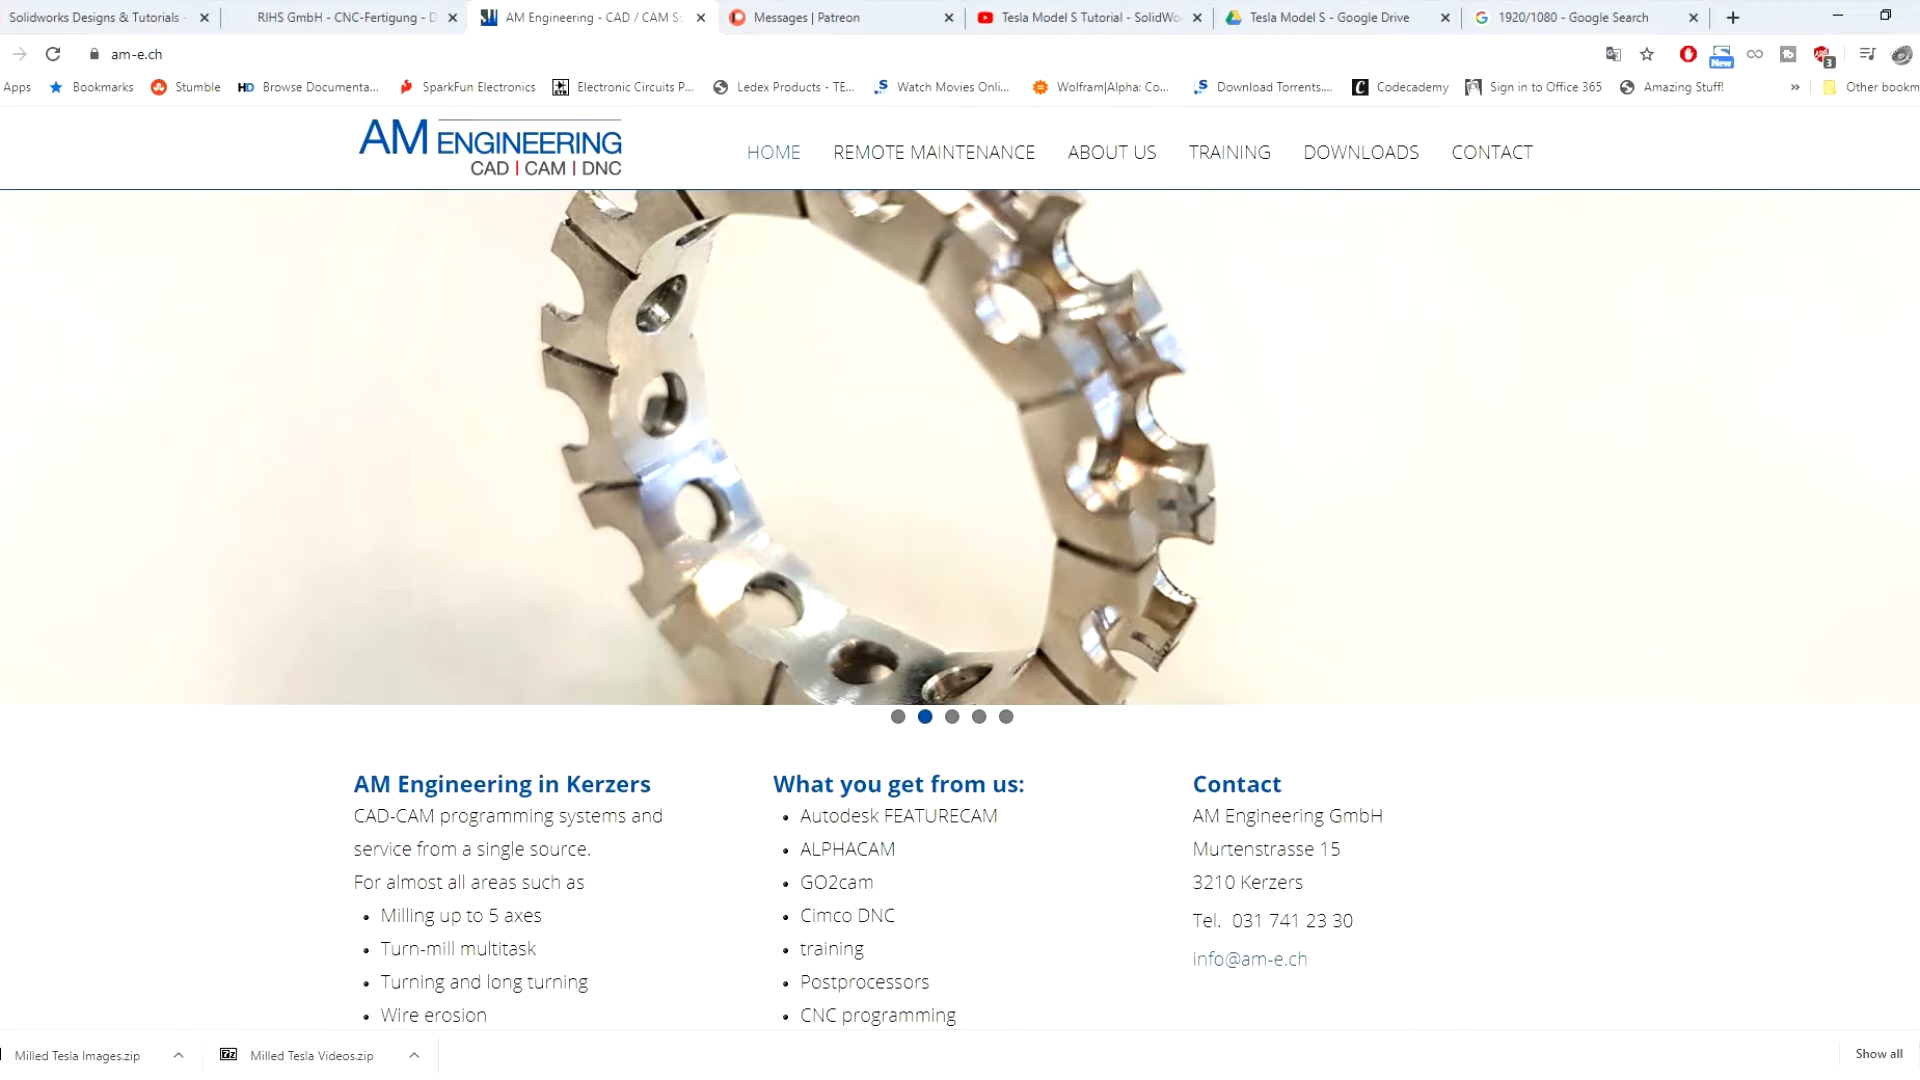 Solidworks Designs & Tutorials -
RIHS GmbH - CNC-Fertigung - D
AM Engineering - CAD / CAM So
Messages | Patreon
Tesla Model S Tutorial - SolidWo
Tesla Model S - Google Drive
1920/1080 - Google Search
am-e.ch
New
3
Apps
Bookmarks
Stumble
HD Browse Documenta...
SparkFun Electronics
Electronic Circuits P...
Ledex Products - TE...
Watch Movies Onli...
Wolfram|Alpha: Co...
Download Torrents....
Codecademy
Sign in to Office 365
Amazing Stuff!
»
Other bookm
AM ENGINEERING
CAD | CAM | DNC
HOME
REMOTE MAINTENANCE
ABOUT US
TRAINING
DOWNLOADS
CONTACT
AM Engineering in Kerzers
CAD-CAM programming systems and
service from a single source.
For almost all areas such as
• Milling up to 5 axes
• Turn-mill multitask
• Turning and long turning
• Wire erosion
What you get from us:
• Autodesk FEATURECAM
• ALPHACAM
• GO2cam
• Cimco DNC
• training
• Postprocessors
• CNC programming
Contact
AM Engineering GmbH
Murtenstrasse 15
3210 Kerzers
Tel. 031 741 23 30
info@am-e.ch
Milled Tesla Images.zip
7z
Milled Tesla Videos.zip
Show all